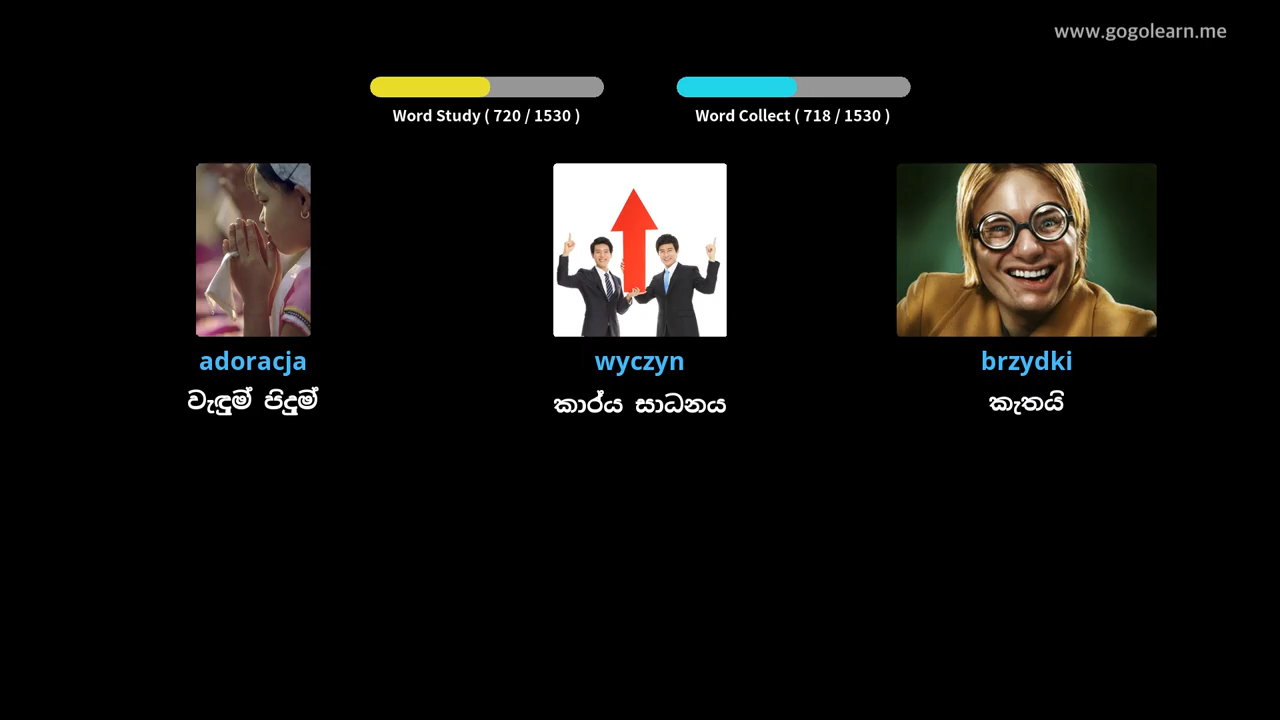 www.gogolearn.me
Word Study ( 720 / 1530 )
Word Collect ( 718 / 1530 )
adoracja
wyczyn
brzydki
වැඳුම් පිදුම්
කාර්ය සාධනය
කැතයි